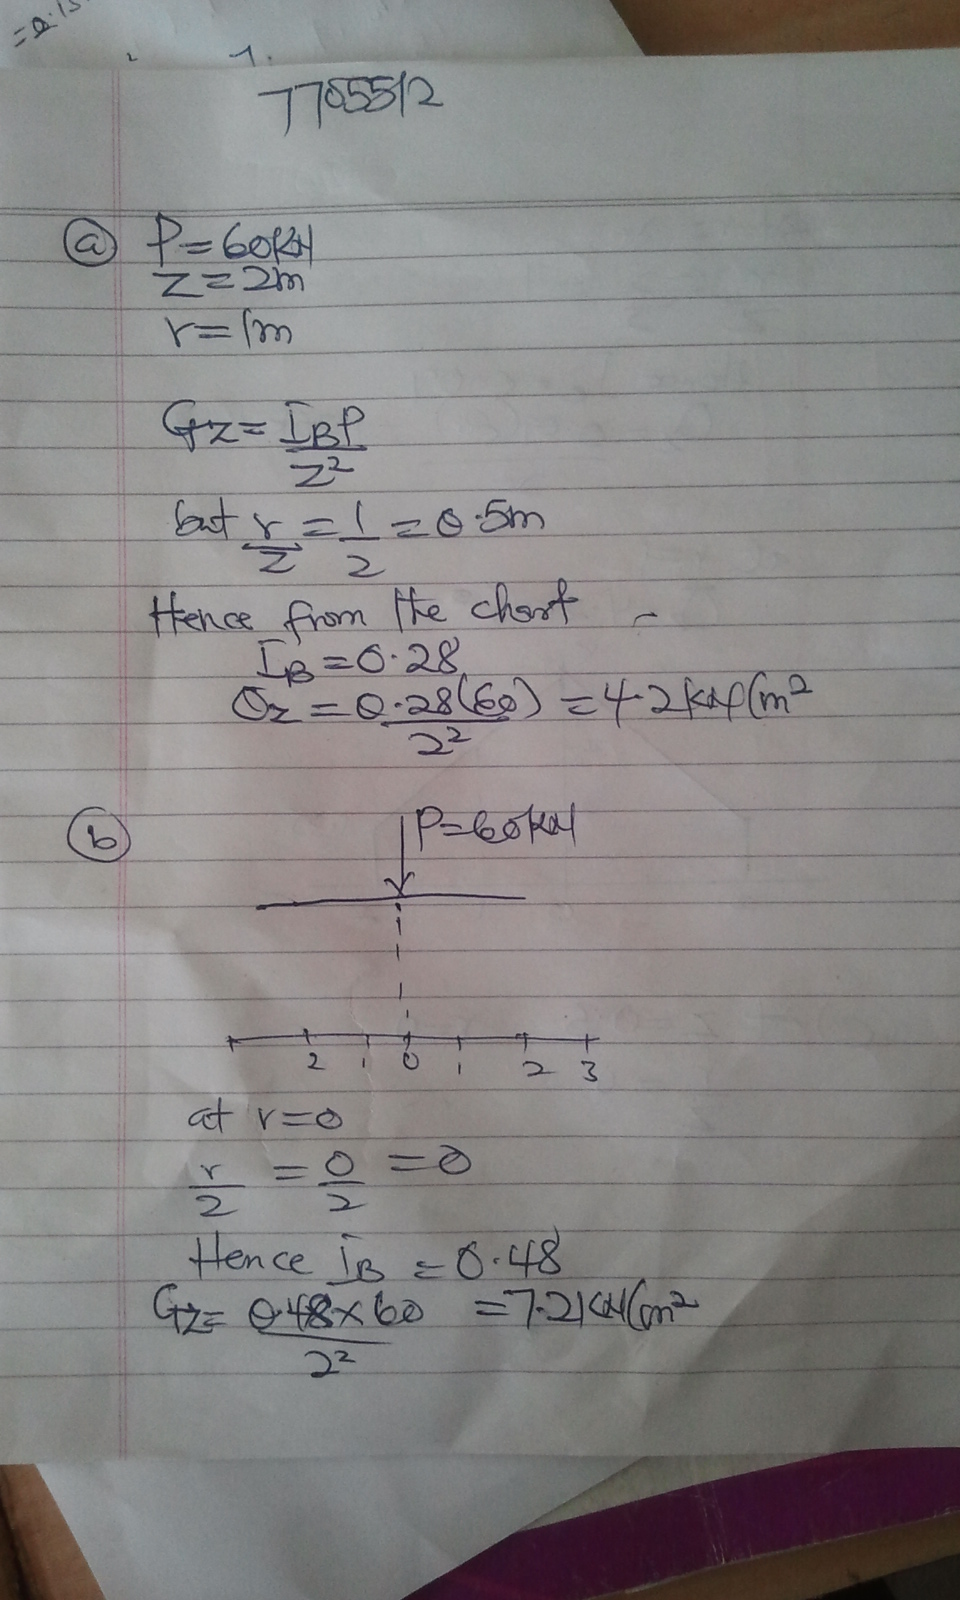 =0.15
7705512
(a) P=60KN
Z=2m
r=1m
σz= IBP/Z²
but r/Z = 1/2 = 0.5m
Hence from the chart
IB=0.28
σz = 0.28(60)/2² = 4.2KN/m²
(b) P=60KN
2 1 0 1 2 3
at r=0
r/2 = 0/2 = 0
Hence IB = 0.48
σz= 0.48×60/2² =7.2KN/m²